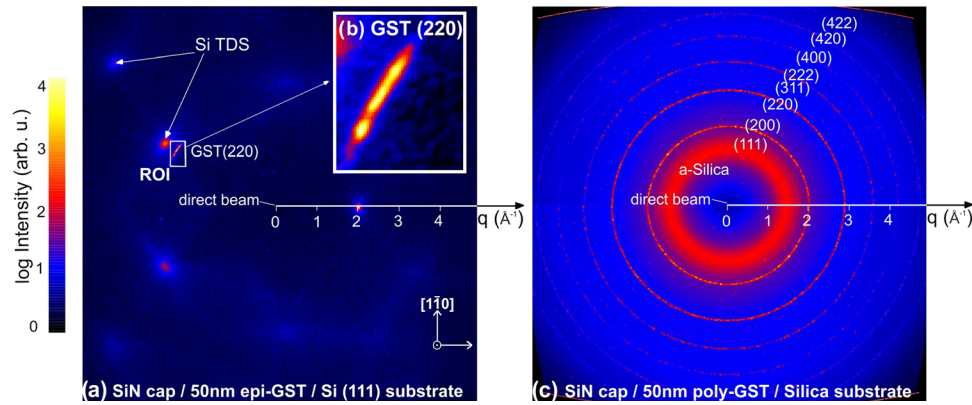 log Intensity (arb. u.)
4
3
2
1
0
Si TDS
ROI
GST(220)
direct beam
0 1 2 3 4
q (Å⁻¹)
[11̄0]
(a) SiN cap / 50nm epi-GST / Si (111) substrate
(b) GST (220)
(422)
(420)
(400)
(222)
(311)
(220)
(200)
(111)
a-Silica
direct beam
0 1 2 3 4
q (Å⁻¹)
(c) SiN cap / 50nm poly-GST / Silica substrate